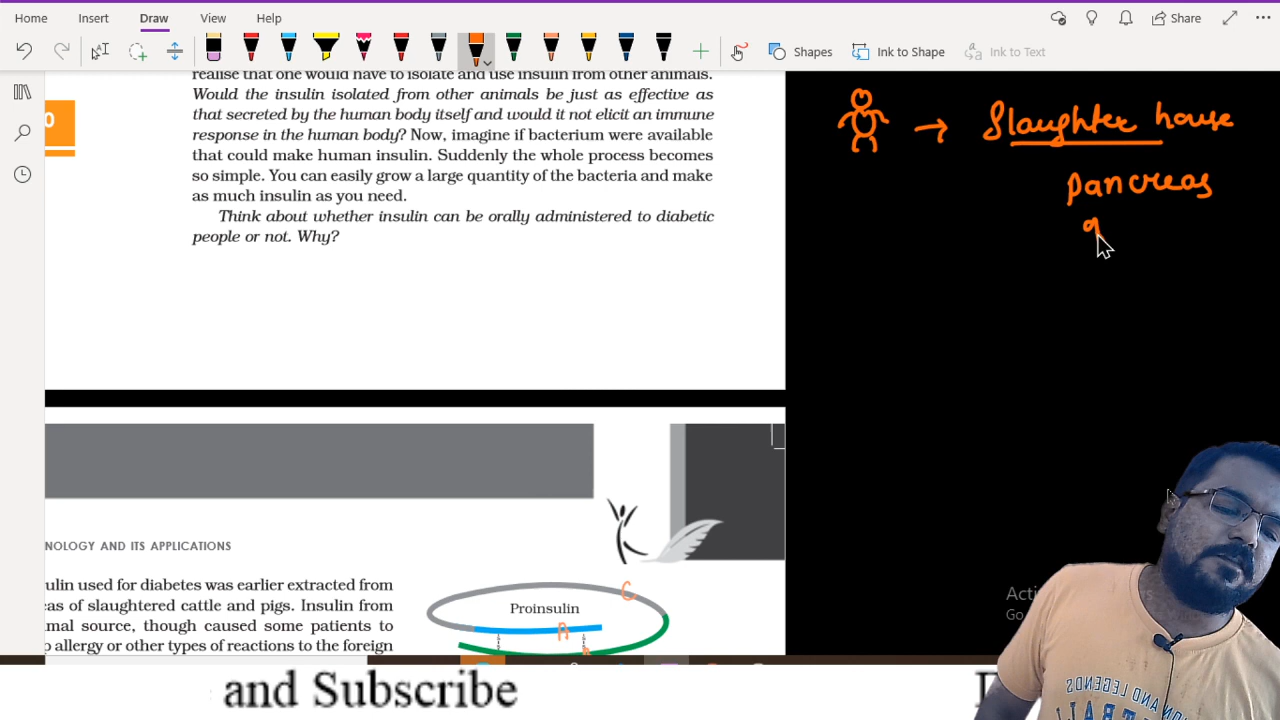 Home Insert Draw View Help Share
Shapes Ink to Shape Ink to Text
realise that one would have to isolate and use insulin from other animals.
Would the insulin isolated from other animals be just as effective as
that secreted by the human body itself and would it not elicit an immune
response in the human body? Now, imagine if bacterium were available
that could make human insulin. Suddenly the whole process becomes
so simple. You can easily grow a large quantity of the bacteria and make
as much insulin as you need.
Think about whether insulin can be orally administered to diabetic
people or not. Why?
0
Slaughter house
Pancreas
NOLOGY AND ITS APPLICATIONS
ulin used for diabetes was earlier extracted from
eas of slaughtered cattle and pigs. Insulin from
mal source, though caused some patients to
p allergy or other types of reactions to the foreign
Proinsulin
C
A
Acti
Go
and Subscribe